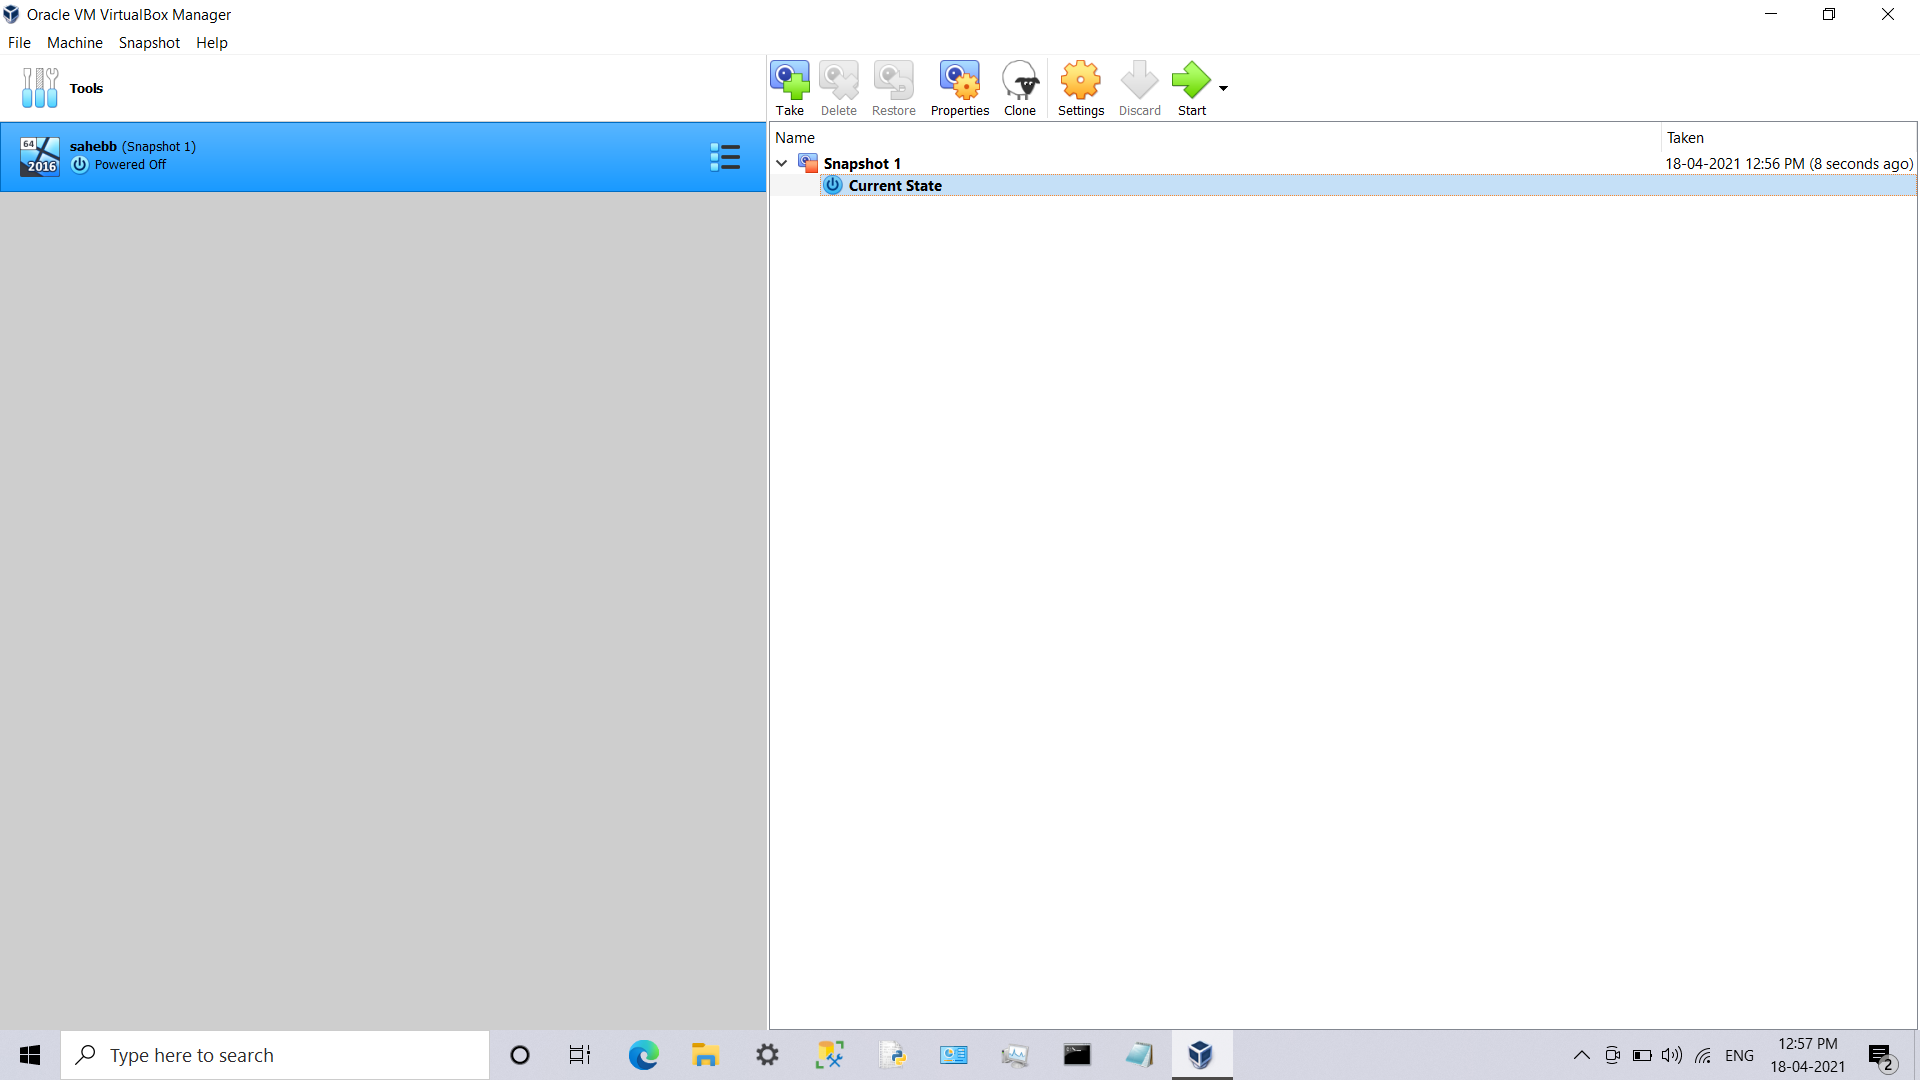 Oracle VM VirtualBox Manager
File Machine Snapshot Help
Tools
Take Delete Restore Properties Clone Settings Discard Start
64
2016
sahebb (Snapshot 1)
Powered Off
Name Taken
Snapshot 1 18-04-2021 12:56 PM (8 seconds ago)
Current State
Type here to search
ENG
12:57 PM
18-04-2021
2